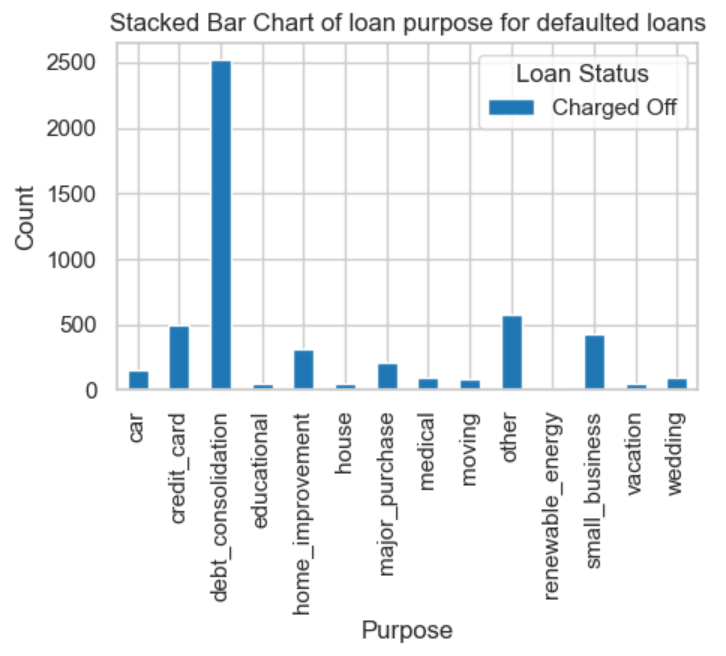 Stacked Bar Chart of loan purpose for defaulted loans
Loan Status
Charged Off
Count
2500
2000
1500
1000
500
0
car
credit_card
debt_consolidation
educational
home_improvement
house
major_purchase
medical
moving
other
renewable_energy
small_business
vacation
wedding
Purpose